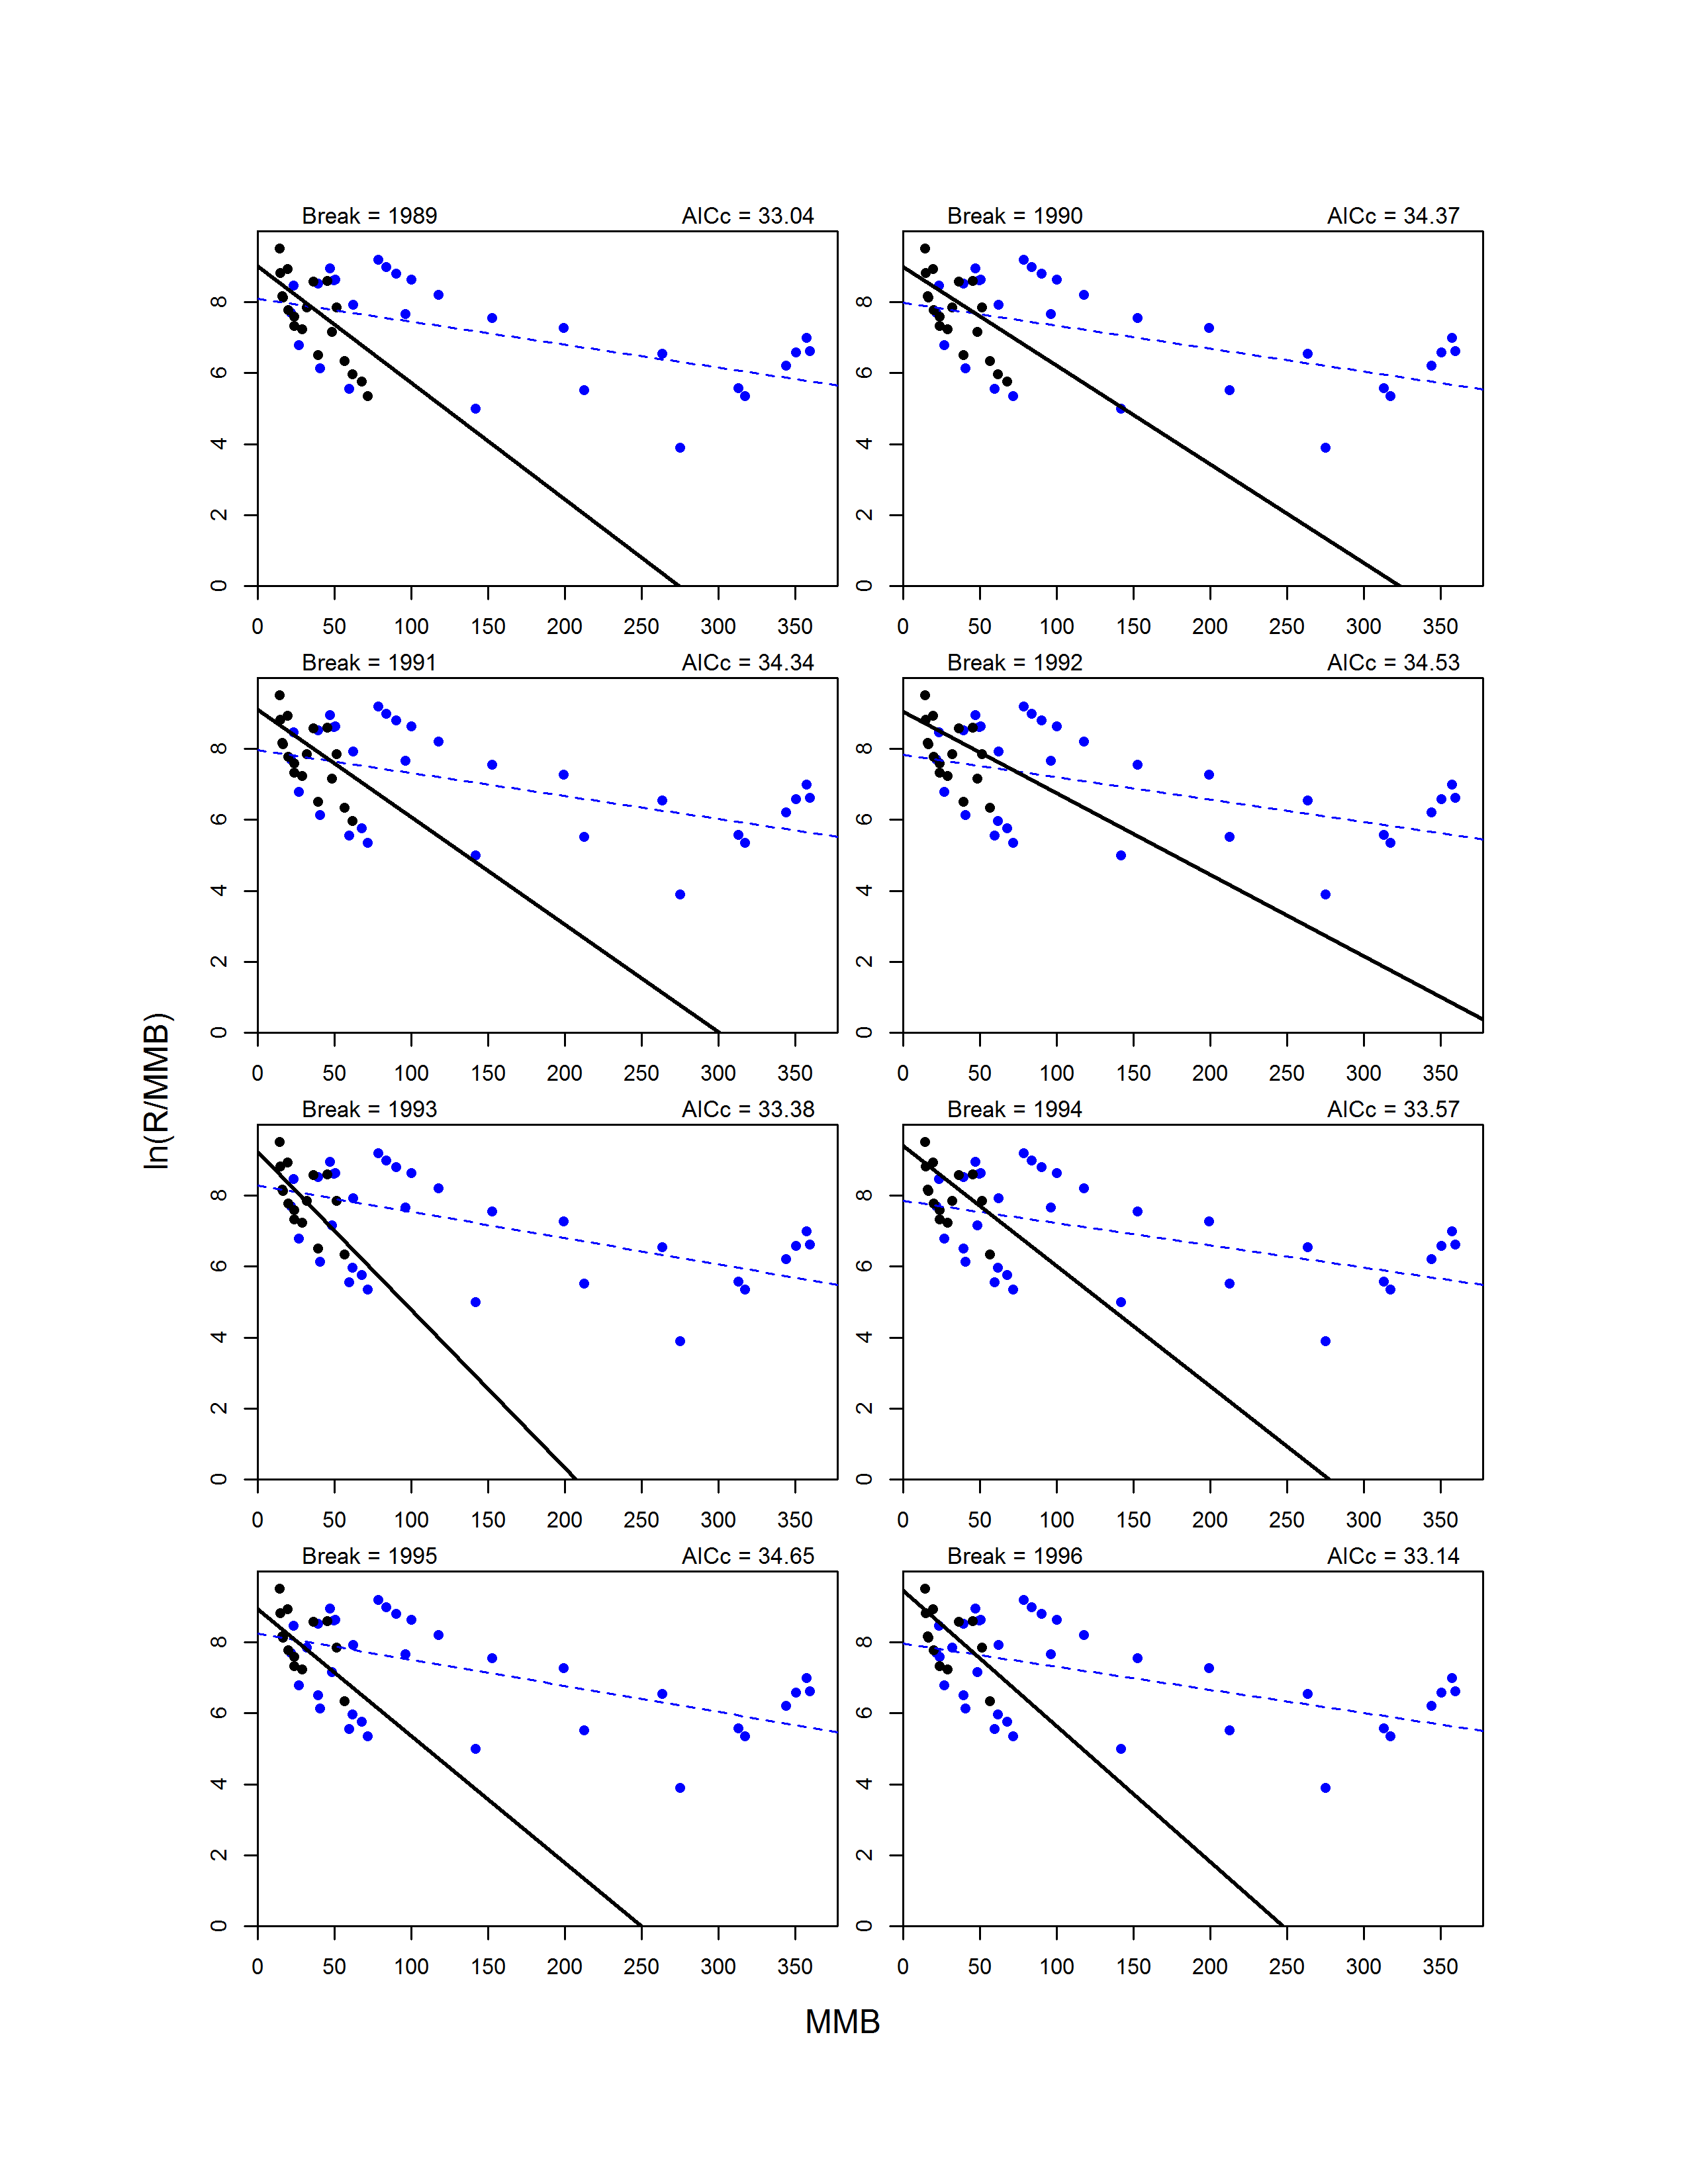 Break = 1989 AICc = 33.04 Break = 1990 AICc = 34.37
8 8
6 6
4 4
2 2
0 0
0 50 100 150 200 250 300 350 0 50 100 150 200 250 300 350
Break = 1991 AICc = 34.34 Break = 1992 AICc = 34.53
8 8
6 6
4 4
2 2
0 0
0 50 100 150 200 250 300 350 0 50 100 150 200 250 300 350
ln(R/MMB)
Break = 1993 AICc = 33.38 Break = 1994 AICc = 33.57
8 8
6 6
4 4
2 2
0 0
0 50 100 150 200 250 300 350 0 50 100 150 200 250 300 350
Break = 1995 AICc = 34.65 Break = 1996 AICc = 33.14
8 8
6 6
4 4
2 2
0 0
0 50 100 150 200 250 300 350 0 50 100 150 200 250 300 350
MMB